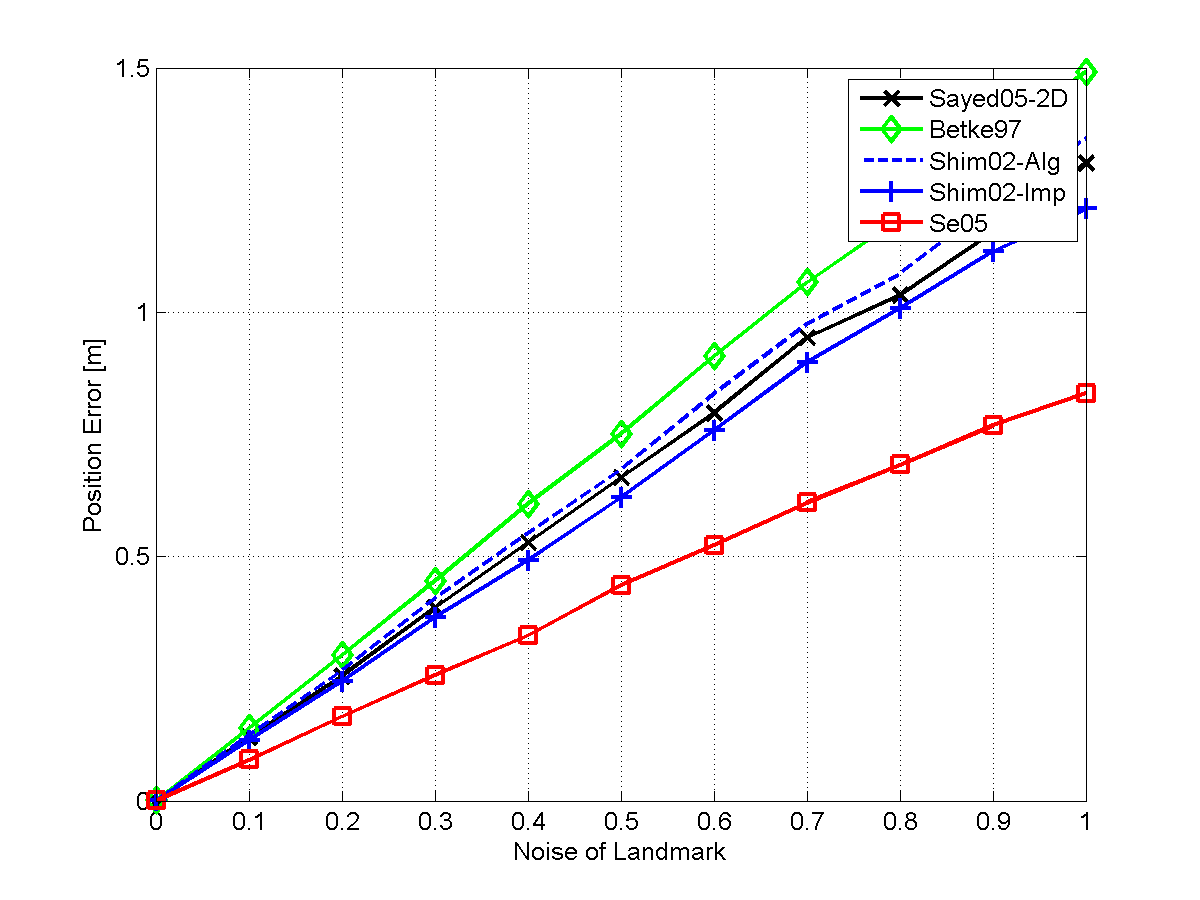 1.5
1
0.5
0
0 0.1 0.2 0.3 0.4 0.5 0.6 0.7 0.8 0.9 1
Position Error [m]
Noise of Landmark
Sayed05-2D
Betke97
Shim02-Alg
Shim02-Imp
Se05